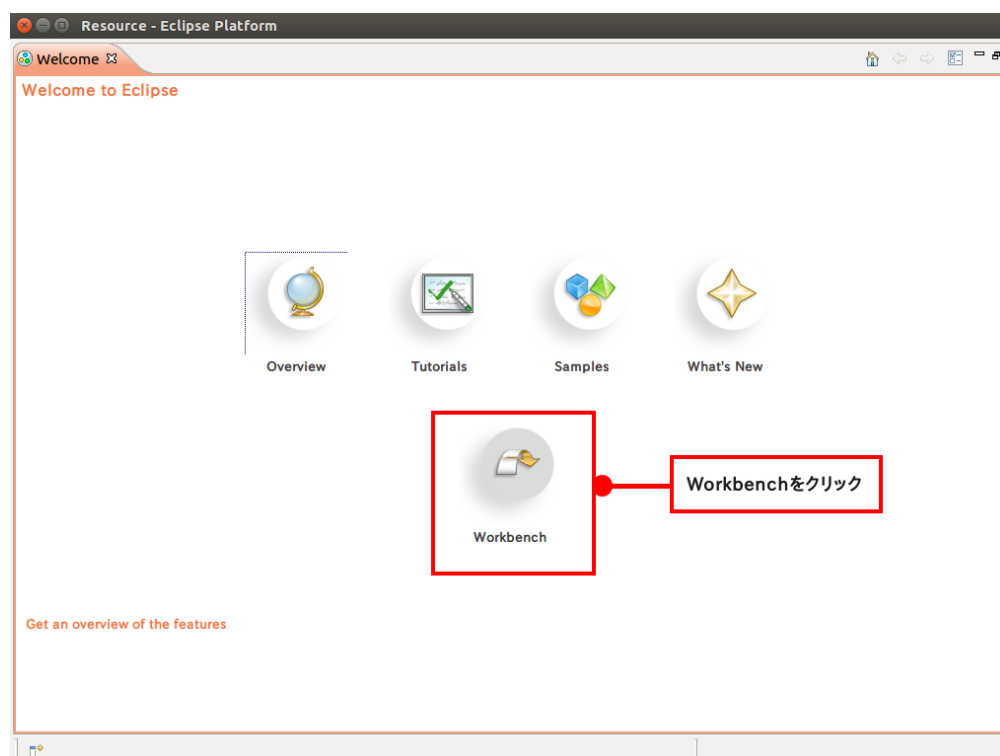 Resource - Eclipse Platform
Welcome
Welcome to Eclipse
Overview
Tutorials
Samples
What's New
Workbench
Workbenchをクリック
Get an overview of the features